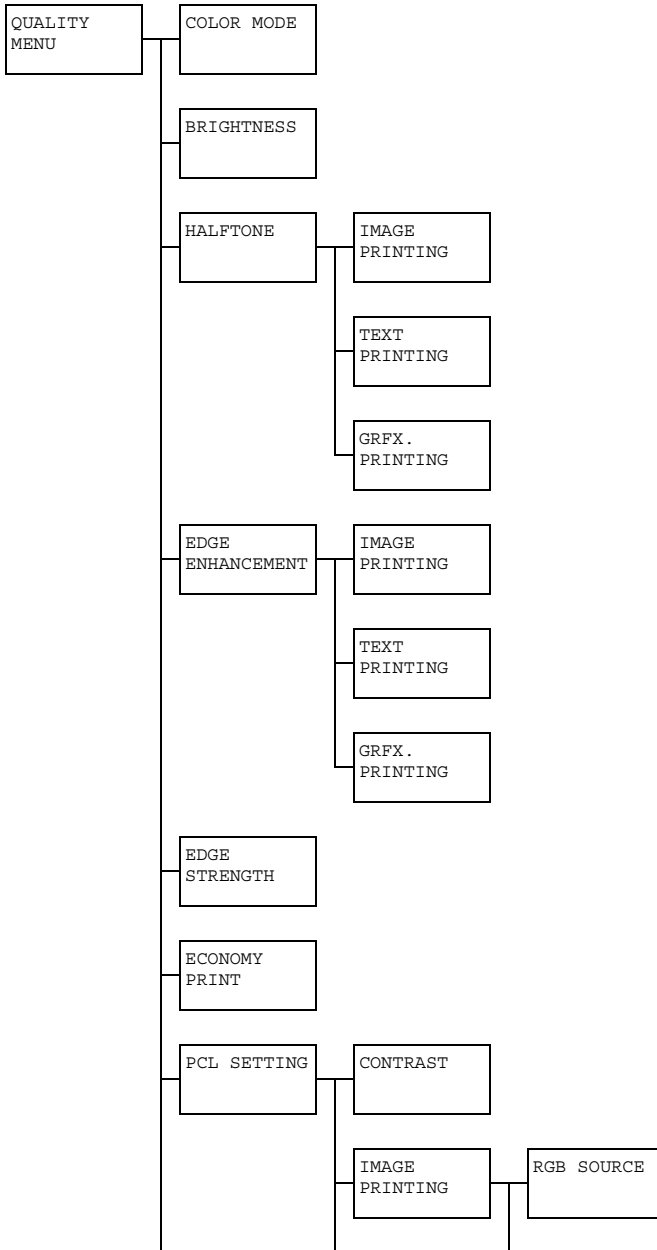 QUALITY
MENU
COLOR MODE
BRIGHTNESS
HALFTONE
IMAGE
PRINTING
TEXT
PRINTING
GRFX.
PRINTING
EDGE
ENHANCEMENT
IMAGE
PRINTING
TEXT
PRINTING
GRFX.
PRINTING
EDGE
STRENGTH
ECONOMY
PRINT
PCL SETTING
CONTRAST
IMAGE
PRINTING
RGB SOURCE